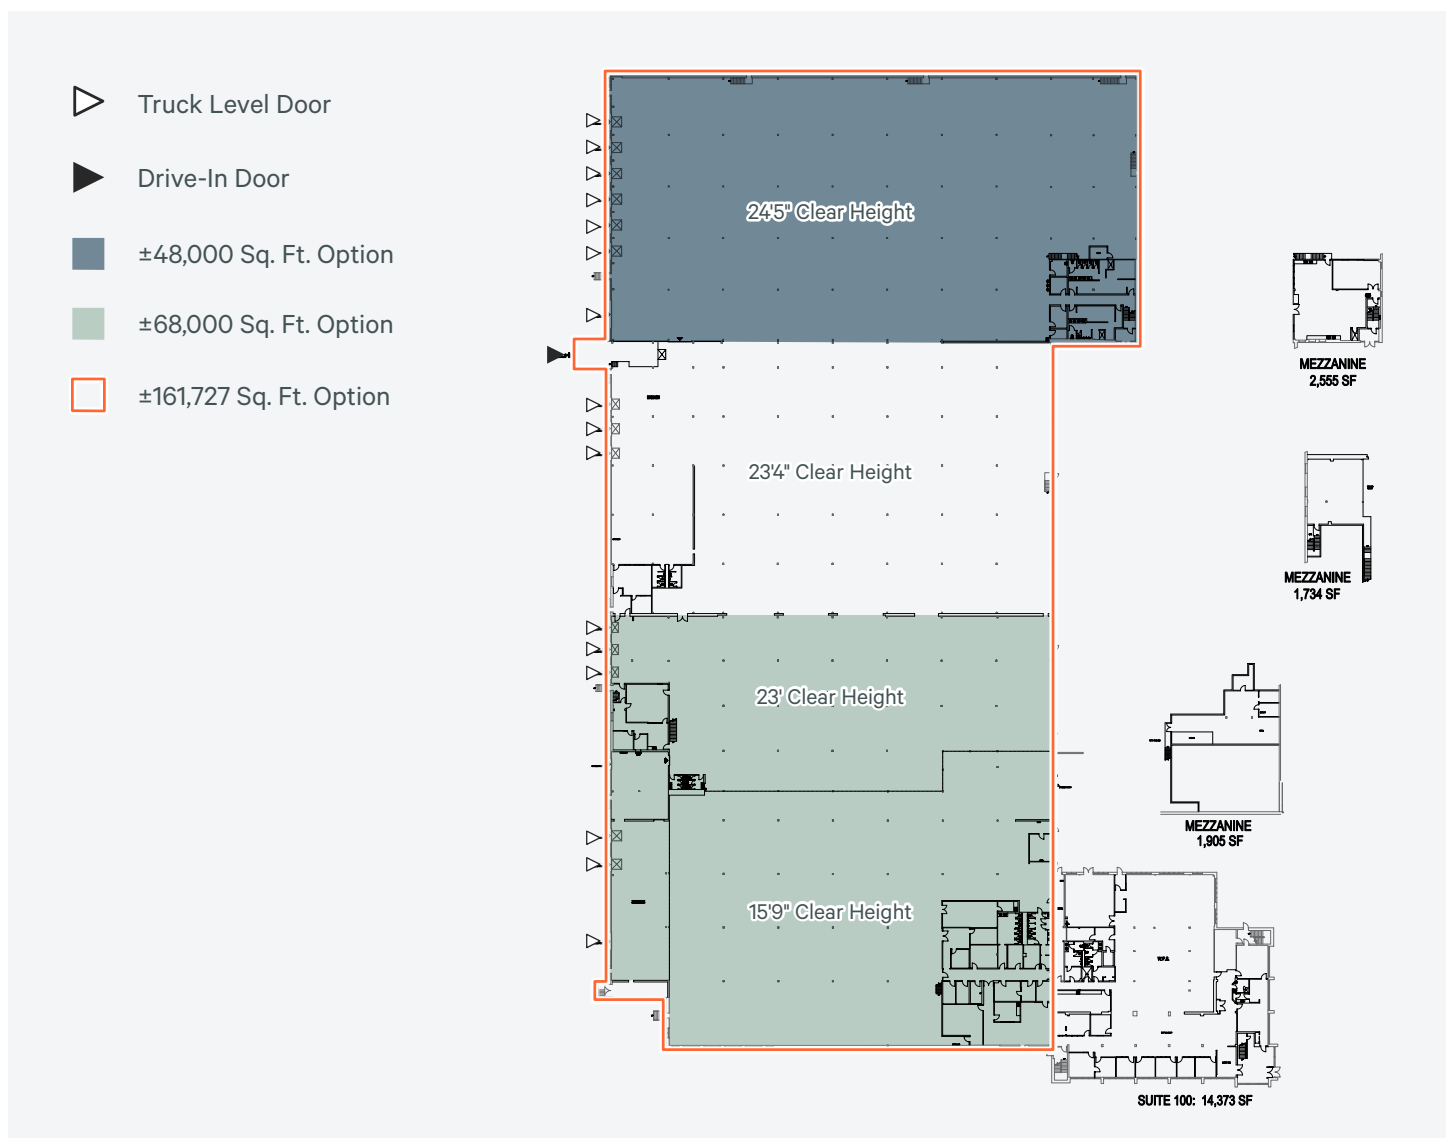 Truck Level Door
Drive-In Door
±48,000 Sq. Ft. Option
±68,000 Sq. Ft. Option
±161,727 Sq. Ft. Option
24'5" Clear Height
23'4" Clear Height
23' Clear Height
15'9" Clear Height
MEZZANINE
2,555 SF
MEZZANINE
1,734 SF
MEZZANINE
1,905 SF
SUITE 100: 14,373 SF